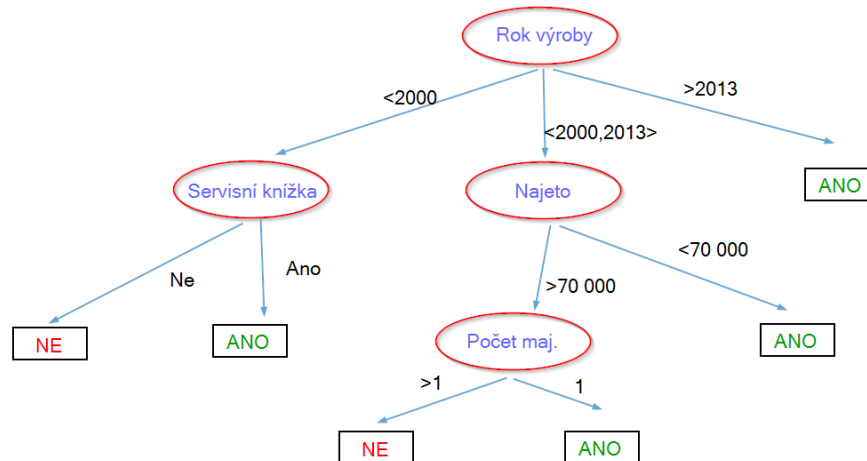 Rok výroby
<2000
<2000,2013>
>2013
Servisní knížka
Najeto
ANO
Ne
Ano
>70 000
<70 000
NE
ANO
Počet maj.
ANO
>1
1
NE
ANO